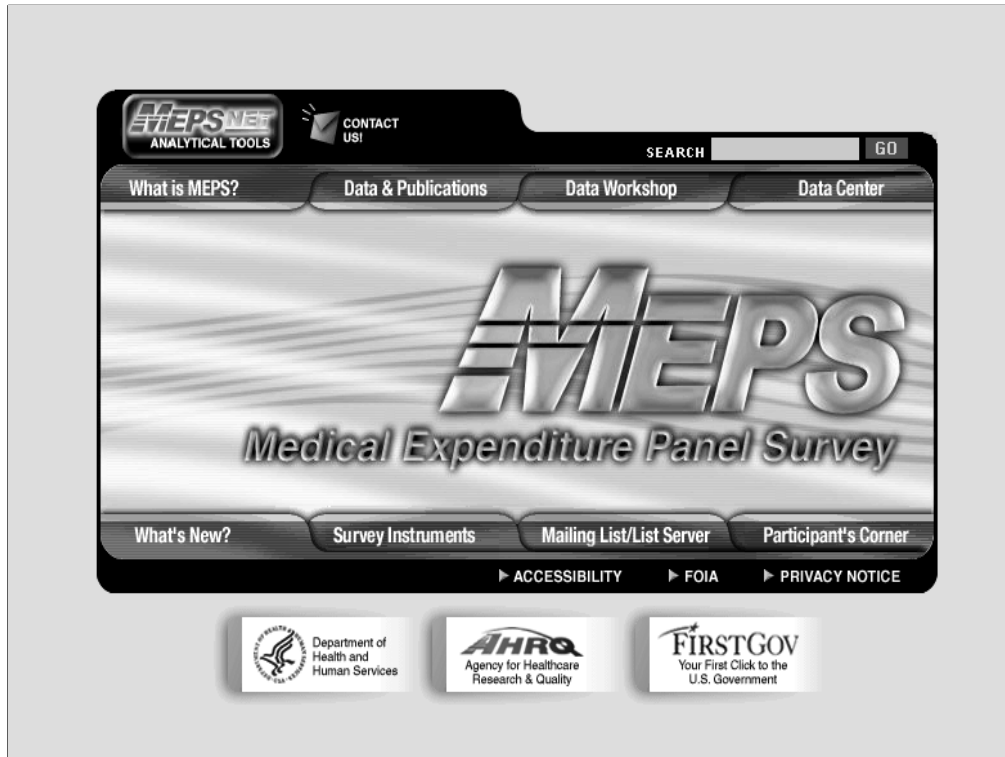 MEPSNET
ANALYTICAL TOOLS
CONTACT
US!
SEARCH
GO
What is MEPS?
Data & Publications
Data Workshop
Data Center
MEPS
Medical Expenditure Panel Survey
What's New?
Survey Instruments
Mailing List/List Server
Participant's Corner
ACCESSIBILITY
FOIA
PRIVACY NOTICE
Department of
Health and
Human Services
AHRQ
Agency for Healthcare
Research & Quality
FIRSTGOV
Your First Click to the
U.S. Government